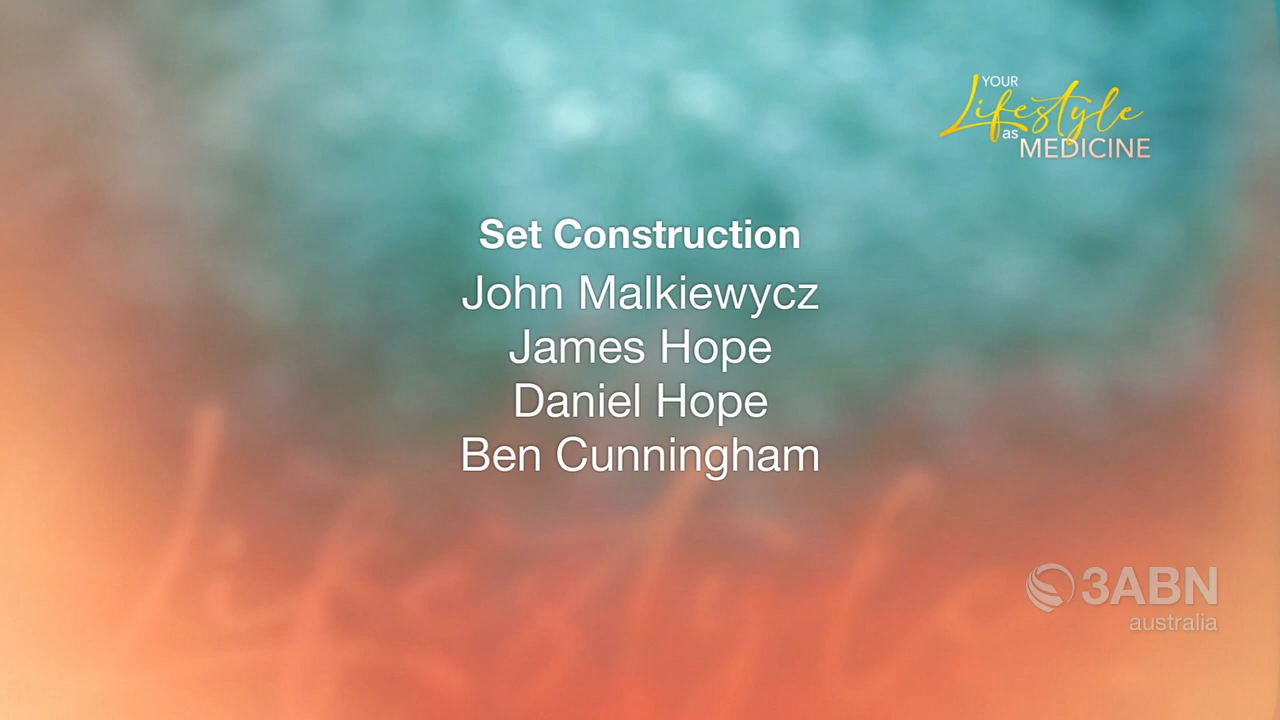 YOUR
Lifestyle
as
MEDICINE
Set Construction
John Malkiewycz
James Hope
Daniel Hope
Ben Cunningham
3ABN
australia